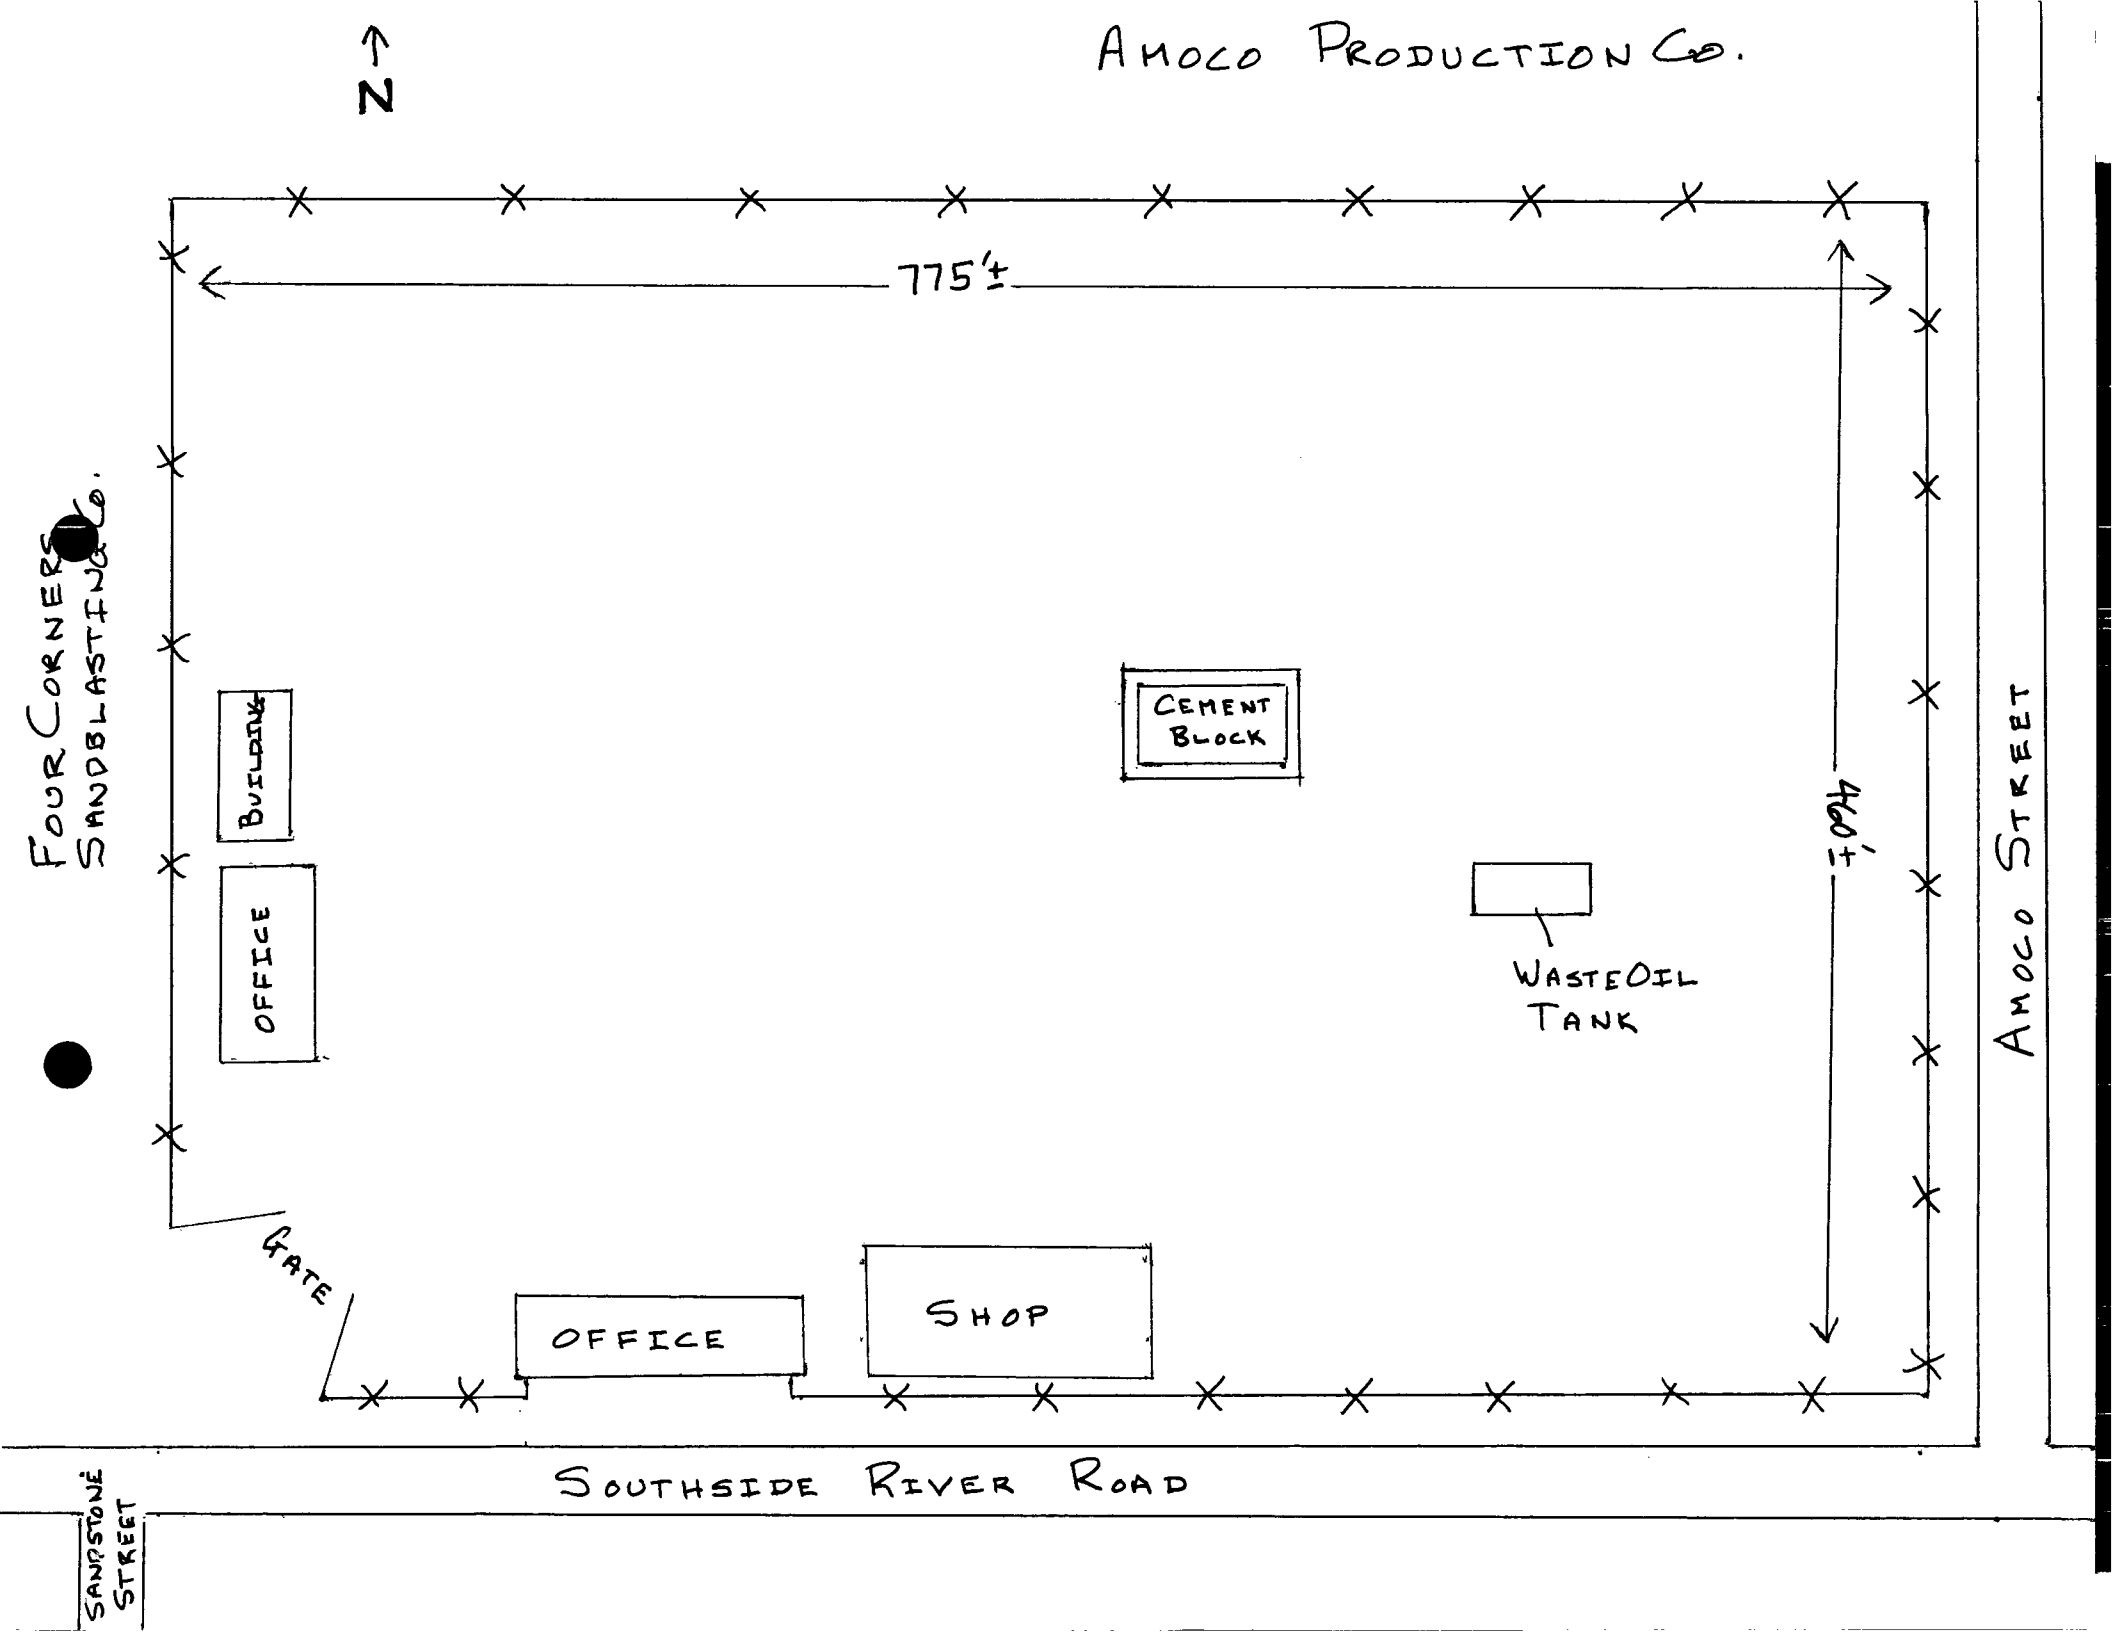 N
AMOCO PRODUCTION CO.
775'±
FOUR CORNERS
SANDBLASTING CO.
BUILDING
CEMENT
BLOCK
460'±
OFFICE
WASTE OIL
TANK
AMOCO STREET
GATE
OFFICE
SHOP
SOUTHSIDE RIVER ROAD
SANDSTONE
STREET